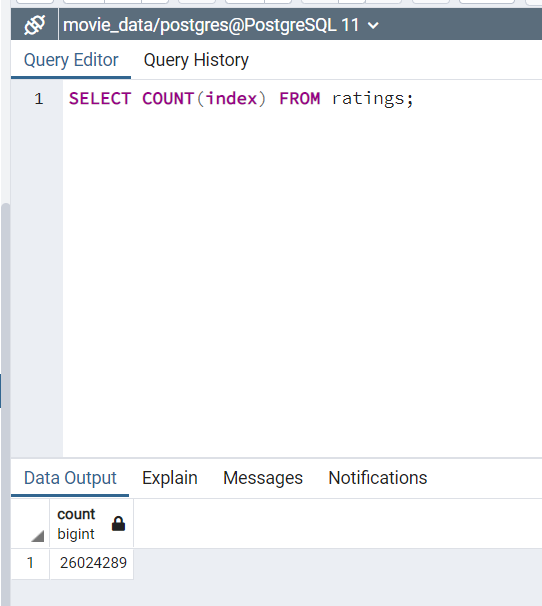 movie_data/postgres@PostgreSQL 11
Query Editor Query History
1 SELECT COUNT(index) FROM ratings;
Data Output Explain Messages Notifications
count
bigint
1 26024289